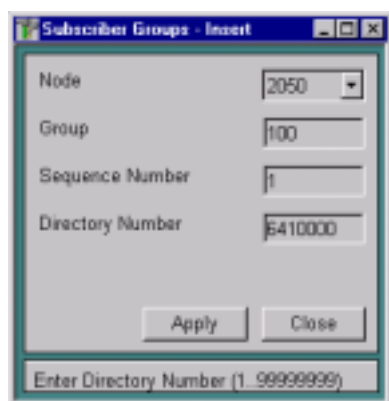 Subscriber Groups - Insert
Node 2050
Group 100
Sequence Number 1
Directory Number 6410000
Apply Close
Enter Directory Number (1..99999999)